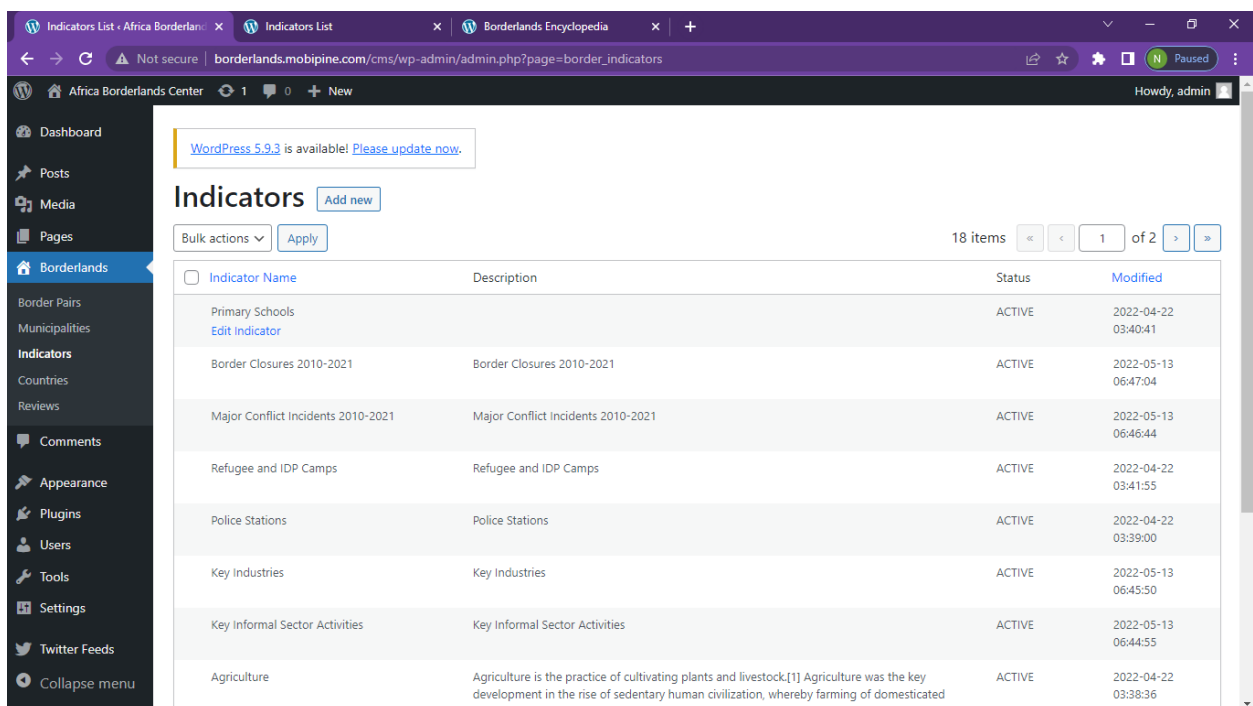 Indicators List ‹ Africa Borderland
Indicators List
Borderlands Encyclopedia
Not secure
borderlands.mobipine.com/cms/wp-admin/admin.php?page=border_indicators
N
Paused
Africa Borderlands Center
1
0
New
Howdy, admin
Dashboard
Posts
Media
Pages
Borderlands
Border Pairs
Municipalities
Indicators
Countries
Reviews
Comments
Appearance
Plugins
Users
Tools
Settings
Twitter Feeds
Collapse menu
WordPress 5.9.3 is available! Please update now.
Indicators
Add new
Bulk actions
Apply
18 items « ‹ 1 of 2 › »
Indicator Name Description Status Modified
Primary Schools ACTIVE 2022-04-22
Edit Indicator 03:40:41
Border Closures 2010-2021 Border Closures 2010-2021 ACTIVE 2022-05-13
06:47:04
Major Conflict Incidents 2010-2021 Major Conflict Incidents 2010-2021 ACTIVE 2022-05-13
06:46:44
Refugee and IDP Camps Refugee and IDP Camps ACTIVE 2022-04-22
03:41:55
Police Stations Police Stations ACTIVE 2022-04-22
03:39:00
Key Industries Key Industries ACTIVE 2022-05-13
06:45:50
Key Informal Sector Activities Key Informal Sector Activities ACTIVE 2022-05-13
06:44:55
Agriculture Agriculture is the practice of cultivating plants and livestock.[1] Agriculture was the key ACTIVE 2022-04-22
development in the rise of sedentary human civilization, whereby farming of domesticated 03:38:36